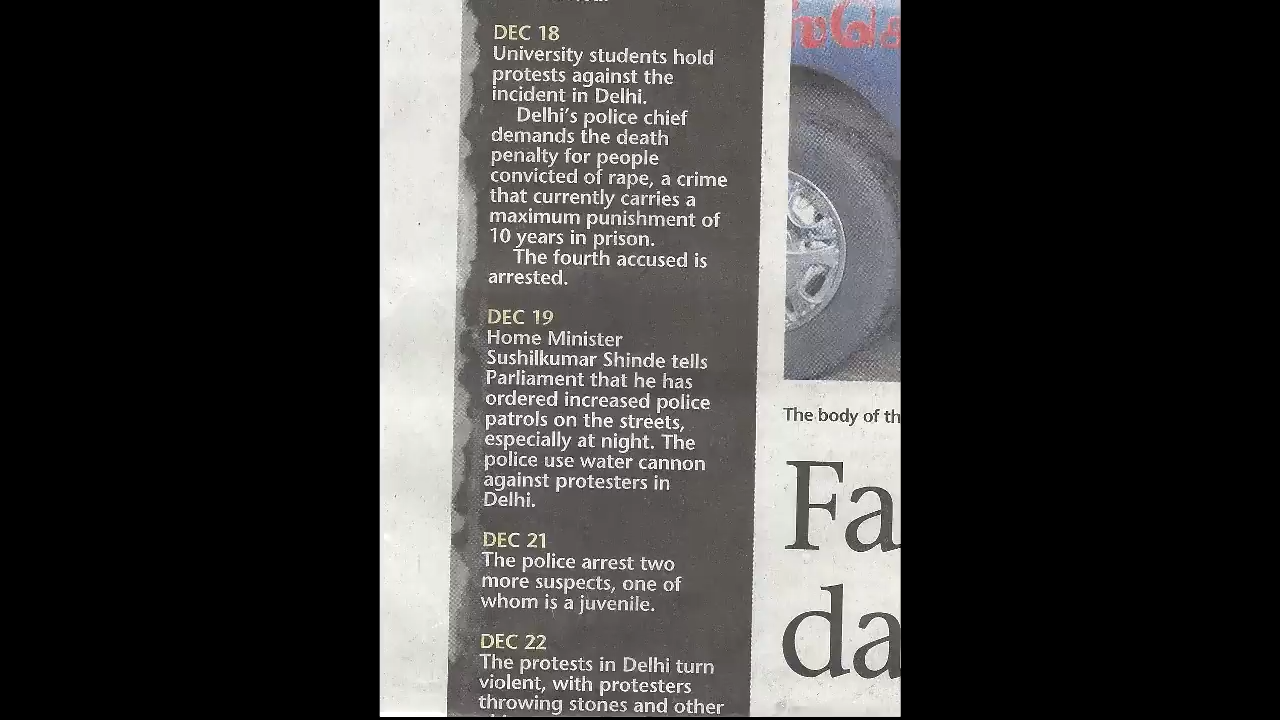 DEC 18
University students hold
protests against the
incident in Delhi.
Delhi's police chief
demands the death
penalty for people
convicted of rape, a crime
that currently carries a
maximum punishment of
10 years in prison.
The fourth accused is
arrested.
DEC 19
Home Minister
Sushilkumar Shinde tells
Parliament that he has
ordered increased police
patrols on the streets,
especially at night. The
police use water cannon
against protesters in
Delhi.
DEC 21
The police arrest two
more suspects, one of
whom is a juvenile.
DEC 22
The protests in Delhi turn
violent, with protesters
throwing stones and other
The body of th
Fa
da